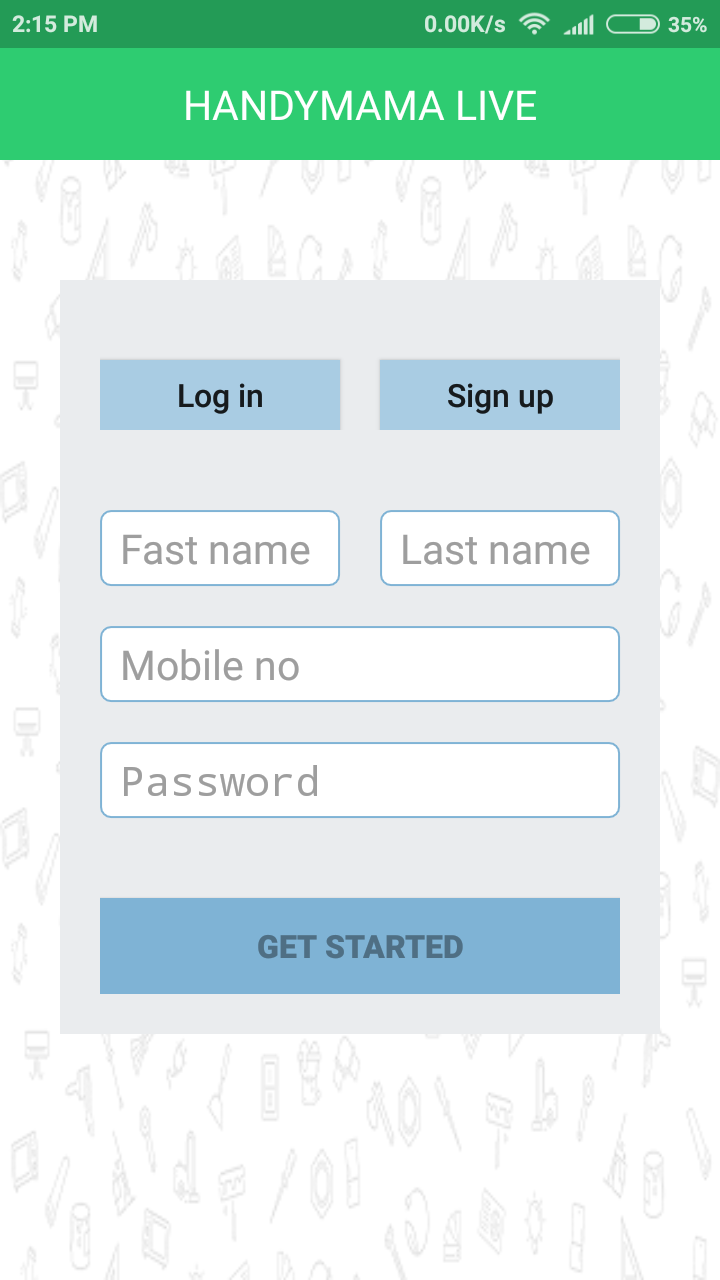 2:15 PM 0.00K/s 35%
HANDYMAMA LIVE
Log in Sign up
Fast name Last name
Mobile no
Password
GET STARTED